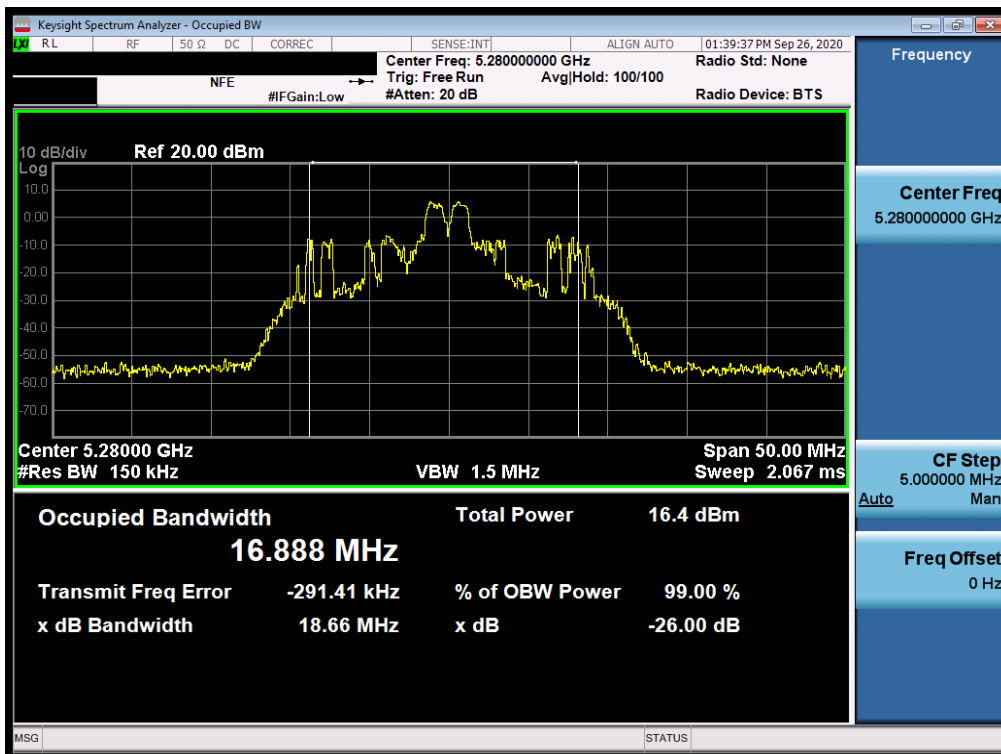 Keysight Spectrum Analyzer - Occupied BW
LXI RL RF 50 Ω DC CORREC SENSE:INT ALIGN AUTO 01:39:37 PM Sep 26, 2020
Center Freq: 5.280000000 GHz Radio Std: None
NFE Trig: Free Run Avg|Hold: 100/100
#IFGain:Low #Atten: 20 dB Radio Device: BTS
10 dB/div Ref 20.00 dBm
Log
10.0
0.00
-10.0
-20.0
-30.0
-40.0
-50.0
-60.0
-70.0
Center 5.28000 GHz Span 50.00 MHz
#Res BW 150 kHz VBW 1.5 MHz Sweep 2.067 ms
Occupied Bandwidth Total Power 16.4 dBm
16.888 MHz
Transmit Freq Error -291.41 kHz % of OBW Power 99.00 %
x dB Bandwidth 18.66 MHz x dB -26.00 dB
MSG STATUS
Frequency
Center Freq
5.280000000 GHz
CF Step
5.000000 MHz
Auto Man
Freq Offset
0 Hz